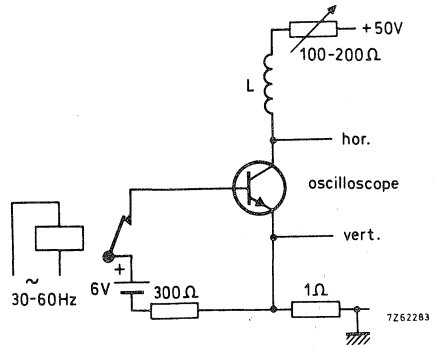 +50V
100-200Ω
L
hor.
oscilloscope
vert.
~
30-60Hz
+
6V
300Ω
1Ω
7Z62283